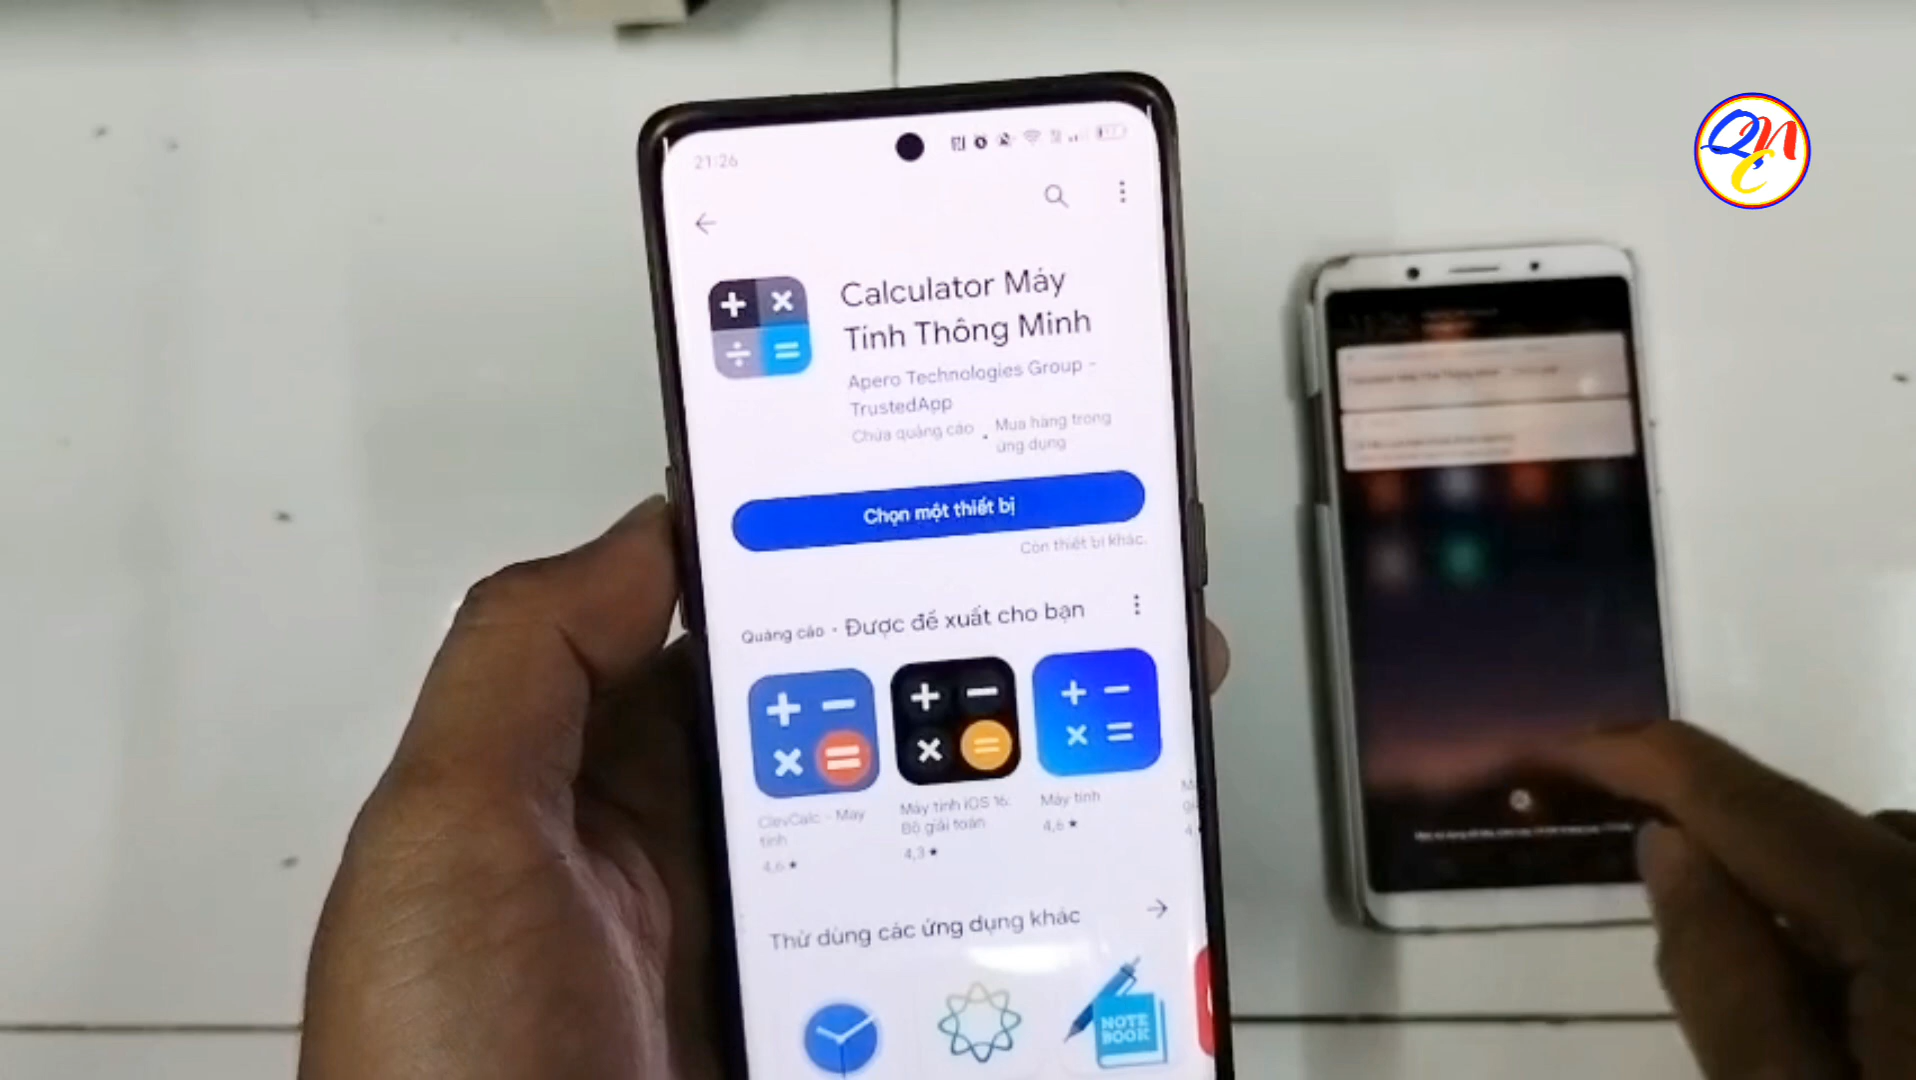 21:26
Calculator Máy
Tính Thông Minh
Apero Technologies Group -
TrustedApp
Chứa quảng cáo • Mua hàng trong
ứng dụng
Chọn một thiết bị
Còn thiết bị khác.
Quảng cáo • Được đề xuất cho bạn
ClevCalc - Máy
tính
4,6 ★
Máy tính iOS 16:
Bộ giải toán
4,3 ★
Máy tính
4,6 ★
Thử dùng các ứng dụng khác
NOTE
BOOK
QNC